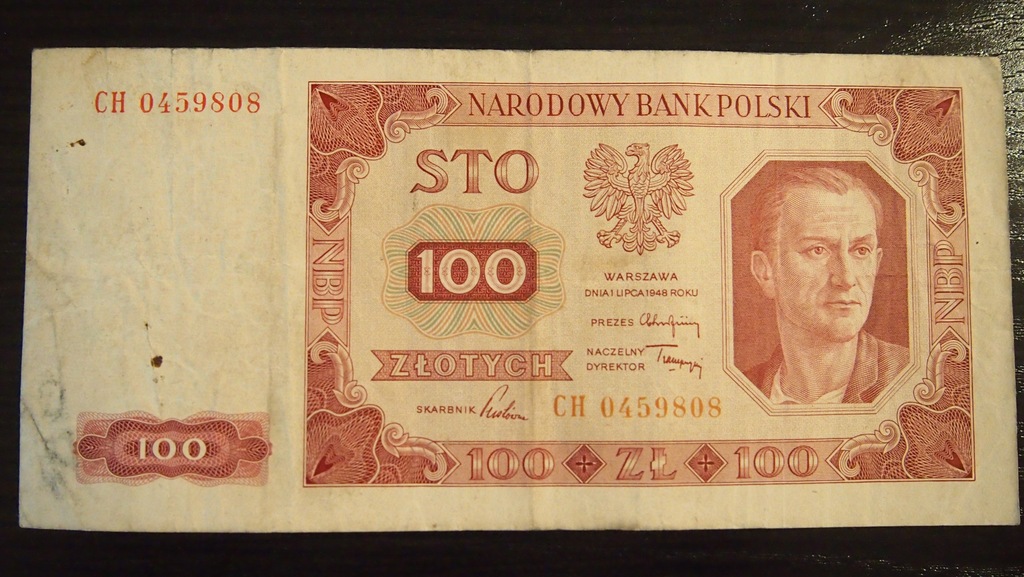 CH 0459808
NARODOWY BANK POLSKI
STO
100
ZŁOTYCH
WARSZAWA
DNIA 1 LIPCA 1948 ROKU
PREZES
NACZELNY
DYREKTOR
SKARBNIK
CH 0459808
NBP
NBP
100
100 ZŁ 100